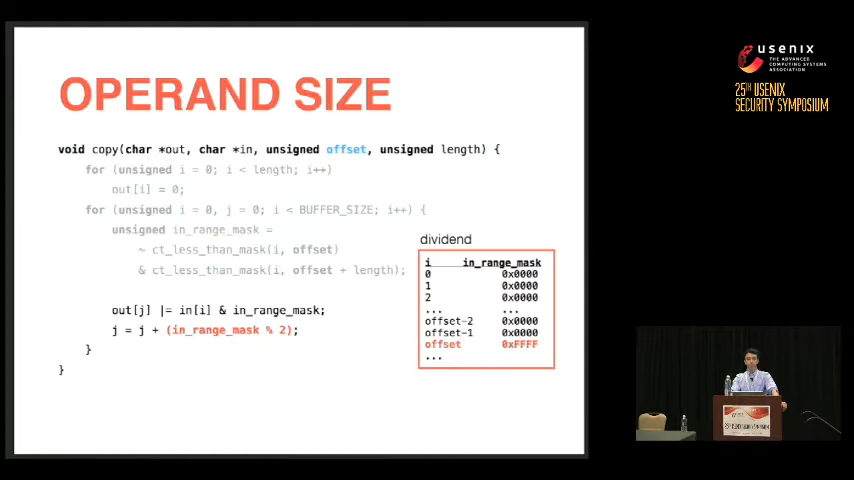 OPERAND SIZE
void copy(char *out, char *in, unsigned offset, unsigned length) {
for (unsigned i = 0; i < length; i++)
out[i] = 0;
for (unsigned i = 0, j = 0; i < BUFFER_SIZE; i++) {
unsigned in_range_mask =
~ ct_less_than_mask(i, offset)
& ct_less_than_mask(i, offset + length);
out[j] |= in[i] & in_range_mask;
j = j + (in_range_mask % 2);
}
}
dividend
i_____in_range_mask
0 0x0000
1 0x0000
2 0x0000
... ...
offset-2 0x0000
offset-1 0x0000
offset 0xFFFF
...
usenix
THE ADVANCED
COMPUTING SYSTEMS
ASSOCIATION
25TH USENIX
SECURITY SYMPOSIUM